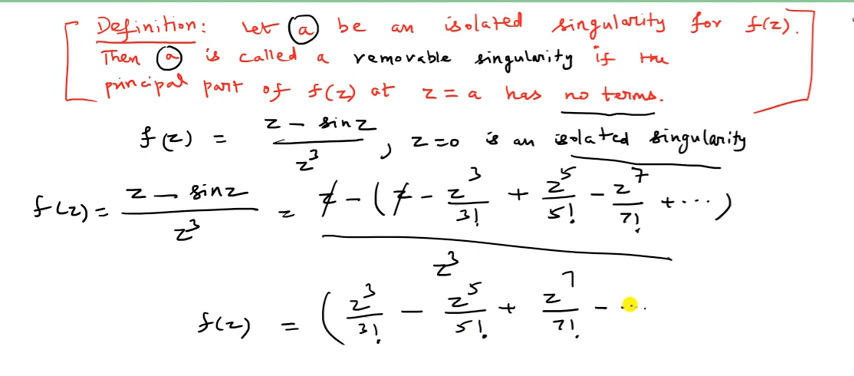 Definition: Let a be an isolated singularity for f(z).
Then a is called a removable singularity if the
principal part of f(z) at z = a has no terms.
f(z) = (z - sinz)/z³, z=0 is an isolated singularity
f(z) = (z - sinz)/z³ = (z - (z - z³/3! + z⁵/5! - z⁷/7! + ...))/z³
f(z) = (z³/3! - z⁵/5! + z⁷/7! - ...